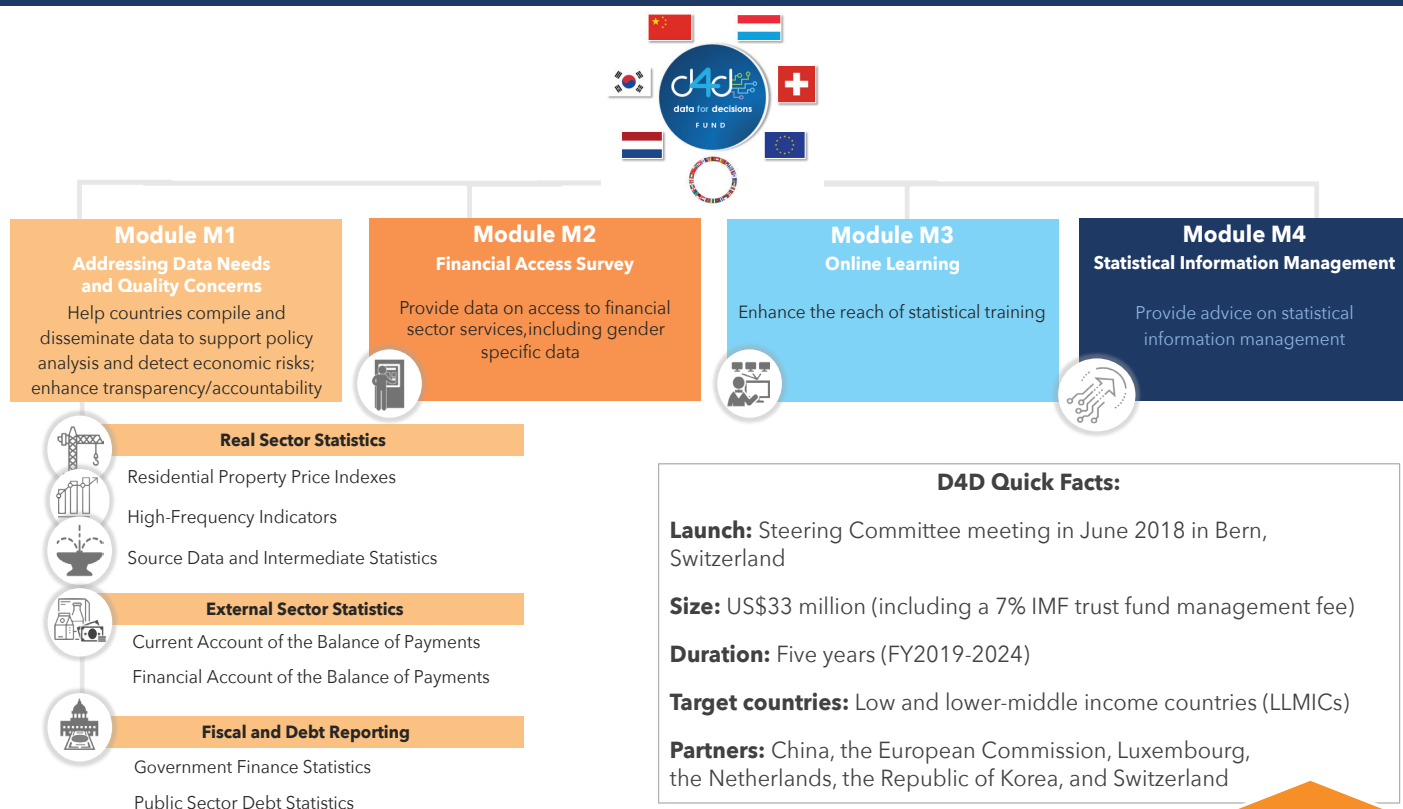 d4d
data for decisions
FUND
Module M1
Addressing Data Needs
and Quality Concerns
Help countries compile and
disseminate data to support policy
analysis and detect economic risks;
enhance transparency/accountability
Module M2
Financial Access Survey
Provide data on access to financial
sector services,including gender
specific data
Module M3
Online Learning
Enhance the reach of statistical training
Module M4
Statistical Information Management
Provide advice on statistical
information management
Real Sector Statistics
Residential Property Price Indexes
High-Frequency Indicators
Source Data and Intermediate Statistics
External Sector Statistics
Current Account of the Balance of Payments
Financial Account of the Balance of Payments
Fiscal and Debt Reporting
Government Finance Statistics
Public Sector Debt Statistics
D4D Quick Facts:
Launch: Steering Committee meeting in June 2018 in Bern,
Switzerland
Size: US$33 million (including a 7% IMF trust fund management fee)
Duration: Five years (FY2019-2024)
Target countries: Low and lower-middle income countries (LLMICs)
Partners: China, the European Commission, Luxembourg,
the Netherlands, the Republic of Korea, and Switzerland